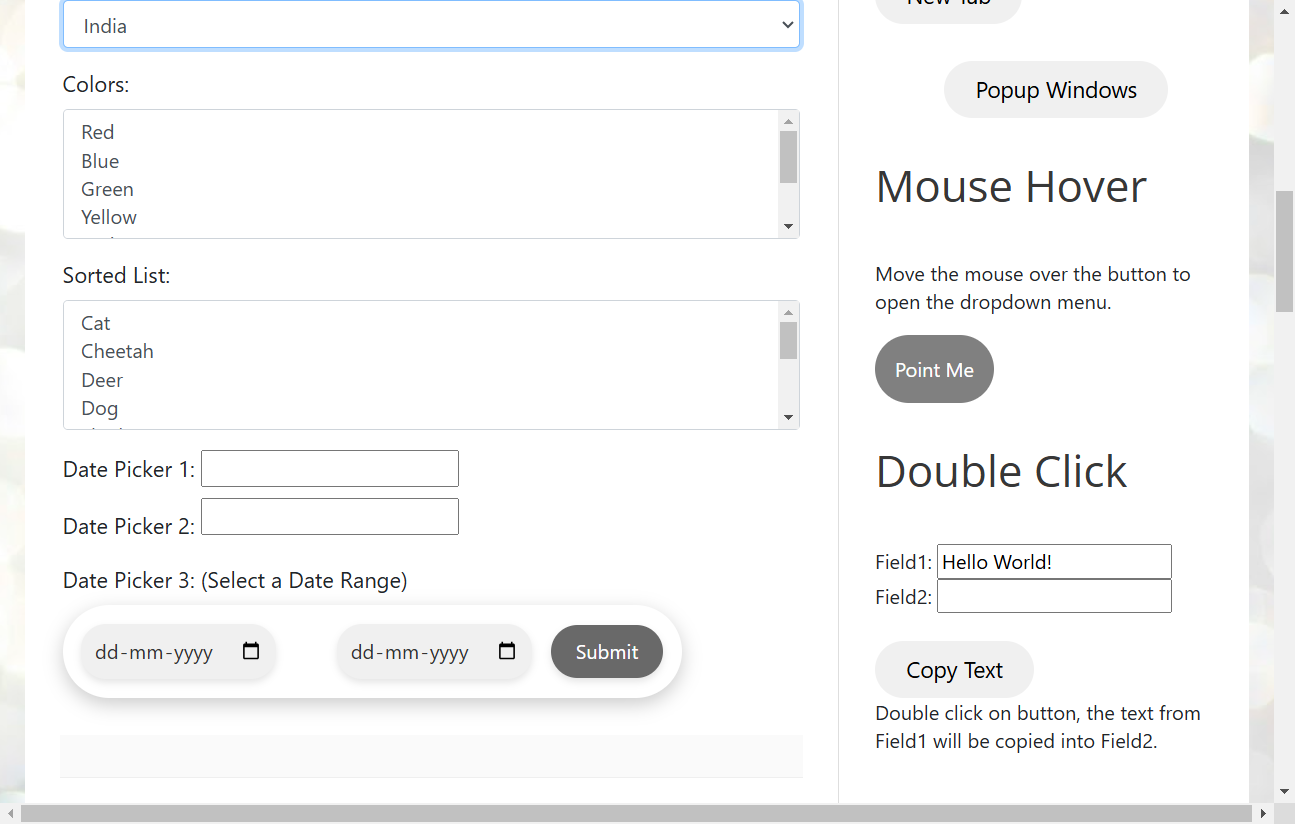 India
Colors:
Red
Blue
Green
Yellow
Sorted List:
Cat
Cheetah
Deer
Dog
Date Picker 1:
Date Picker 2:
Date Picker 3: (Select a Date Range)
dd-mm-yyyy
dd-mm-yyyy
Submit
New Tab
Popup Windows
Mouse Hover
Move the mouse over the button to
open the dropdown menu.
Point Me
Double Click
Field1: Hello World!
Field2:
Copy Text
Double click on button, the text from
Field1 will be copied into Field2.